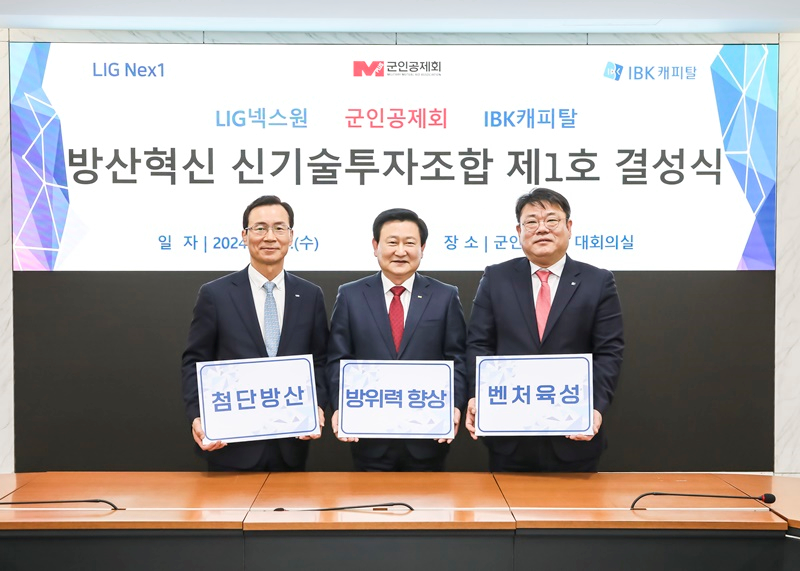 LIG Nex1 군인공제회 IBK캐피탈
LIG넥스원 군인공제회 IBK캐피탈
방산혁신 신기술투자조합 제1호 결성식
일 자 | 2024 (수) 장 소 | 군인 대회의실
첨단방산 방위력 향상 벤처육성